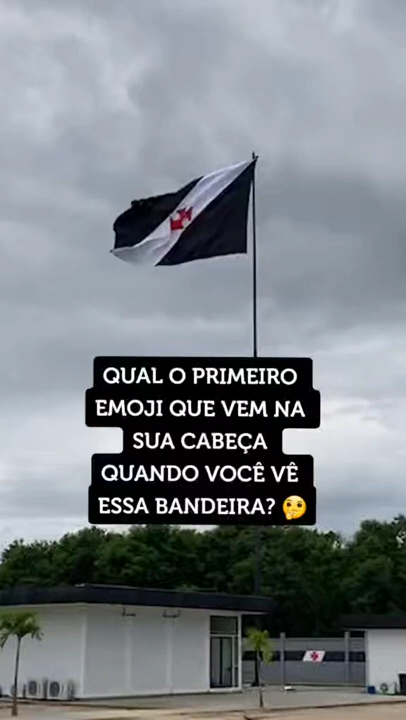 QUAL O PRIMEIRO
EMOJI QUE VEM NA
SUA CABEÇA
QUANDO VOCÊ VÊ
ESSA BANDEIRA? 🤔